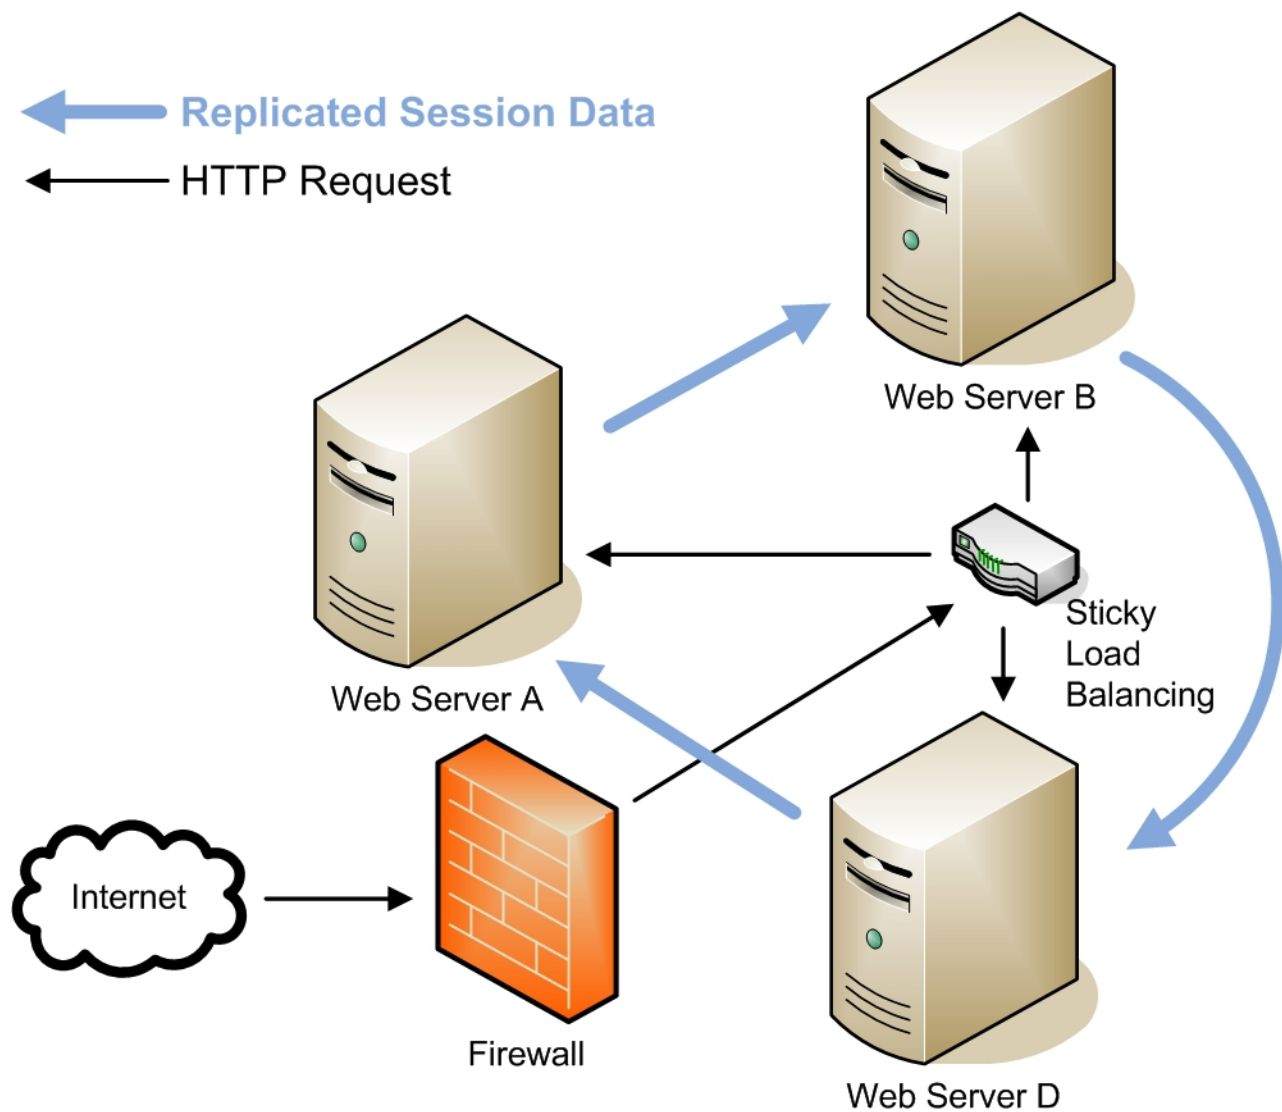 Replicated Session Data
HTTP Request
Web Server B
Sticky
Load
Balancing
Web Server A
Internet
Firewall
Web Server D